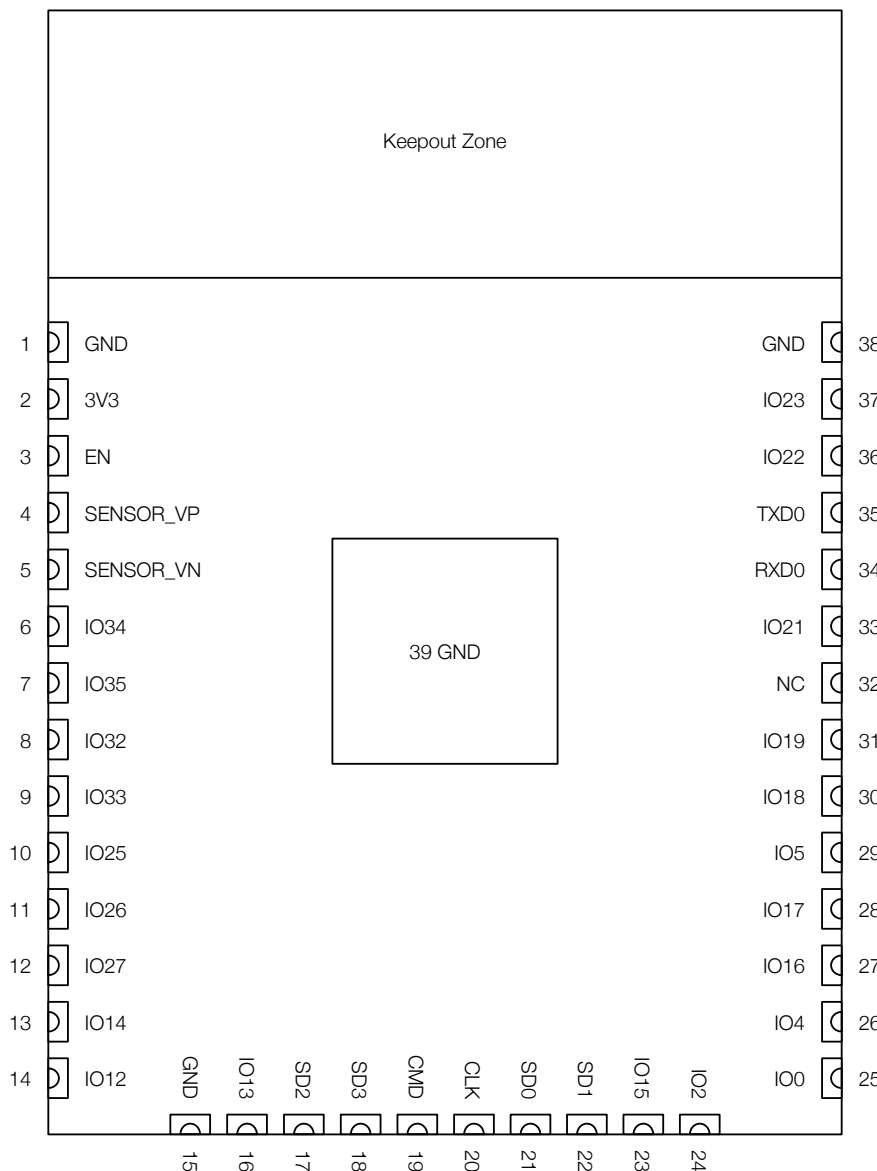 Keepout Zone
1 GND GND 38
2 3V3 IO23 37
3 EN IO22 36
4 SENSOR_VP TXD0 35
5 SENSOR_VN RXD0 34
6 IO34 IO21 33
39 GND
7 IO35 NC 32
8 IO32 IO19 31
9 IO33 IO18 30
10 IO25 IO5 29
11 IO26 IO17 28
12 IO27 IO16 27
13 IO14 IO4 26
14 IO12 IO0 25
GND IO13 SD2 SD3 CMD CLK SD0 SD1 IO15 IO2
15 16 17 18 19 20 21 22 23 24